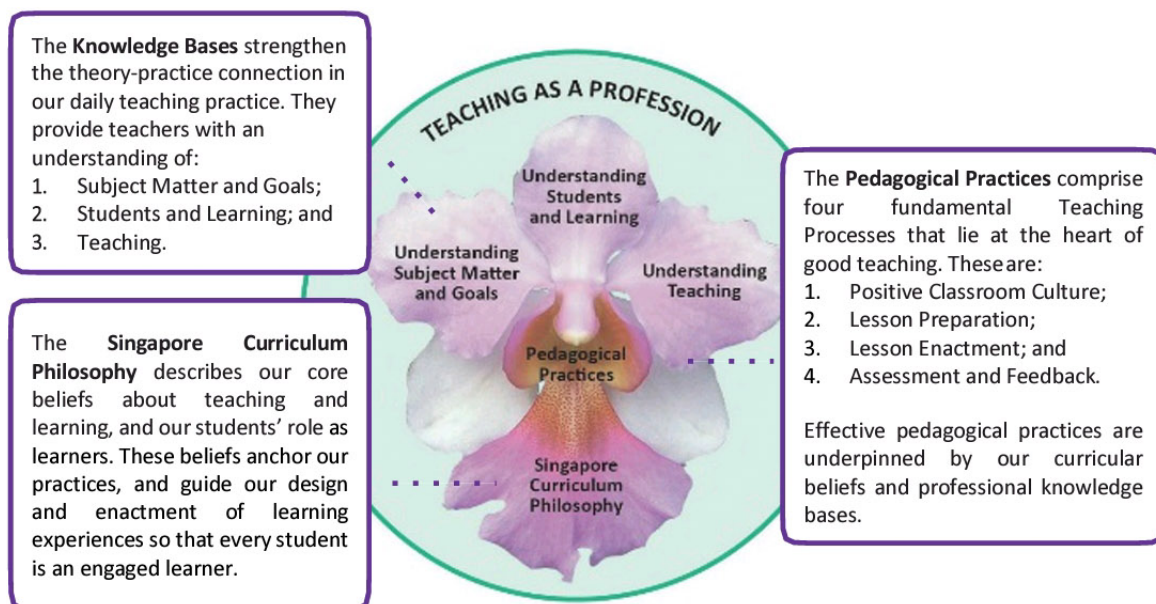 The Knowledge Bases strengthen
the theory-practice connection in
our daily teaching practice. They
provide teachers with an
understanding of:
1. Subject Matter and Goals;
2. Students and Learning; and
3. Teaching.
The Singapore Curriculum
Philosophy describes our core
beliefs about teaching and
learning, and our students’ role as
learners. These beliefs anchor our
practices, and guide our design
and enactment of learning
experiences so that every student
is an engaged learner.
TEACHING AS A PROFESSION
Understanding
Students
and Learning
Understanding
Subject Matter
and Goals
Understanding
Teaching
Pedagogical
Practices
Singapore
Curriculum
Philosophy
The Pedagogical Practices comprise
four fundamental Teaching
Processes that lie at the heart of
good teaching. These are:
1. Positive Classroom Culture;
2. Lesson Preparation;
3. Lesson Enactment; and
4. Assessment and Feedback.
Effective pedagogical practices are
underpinned by our curricular
beliefs and professional knowledge
bases.